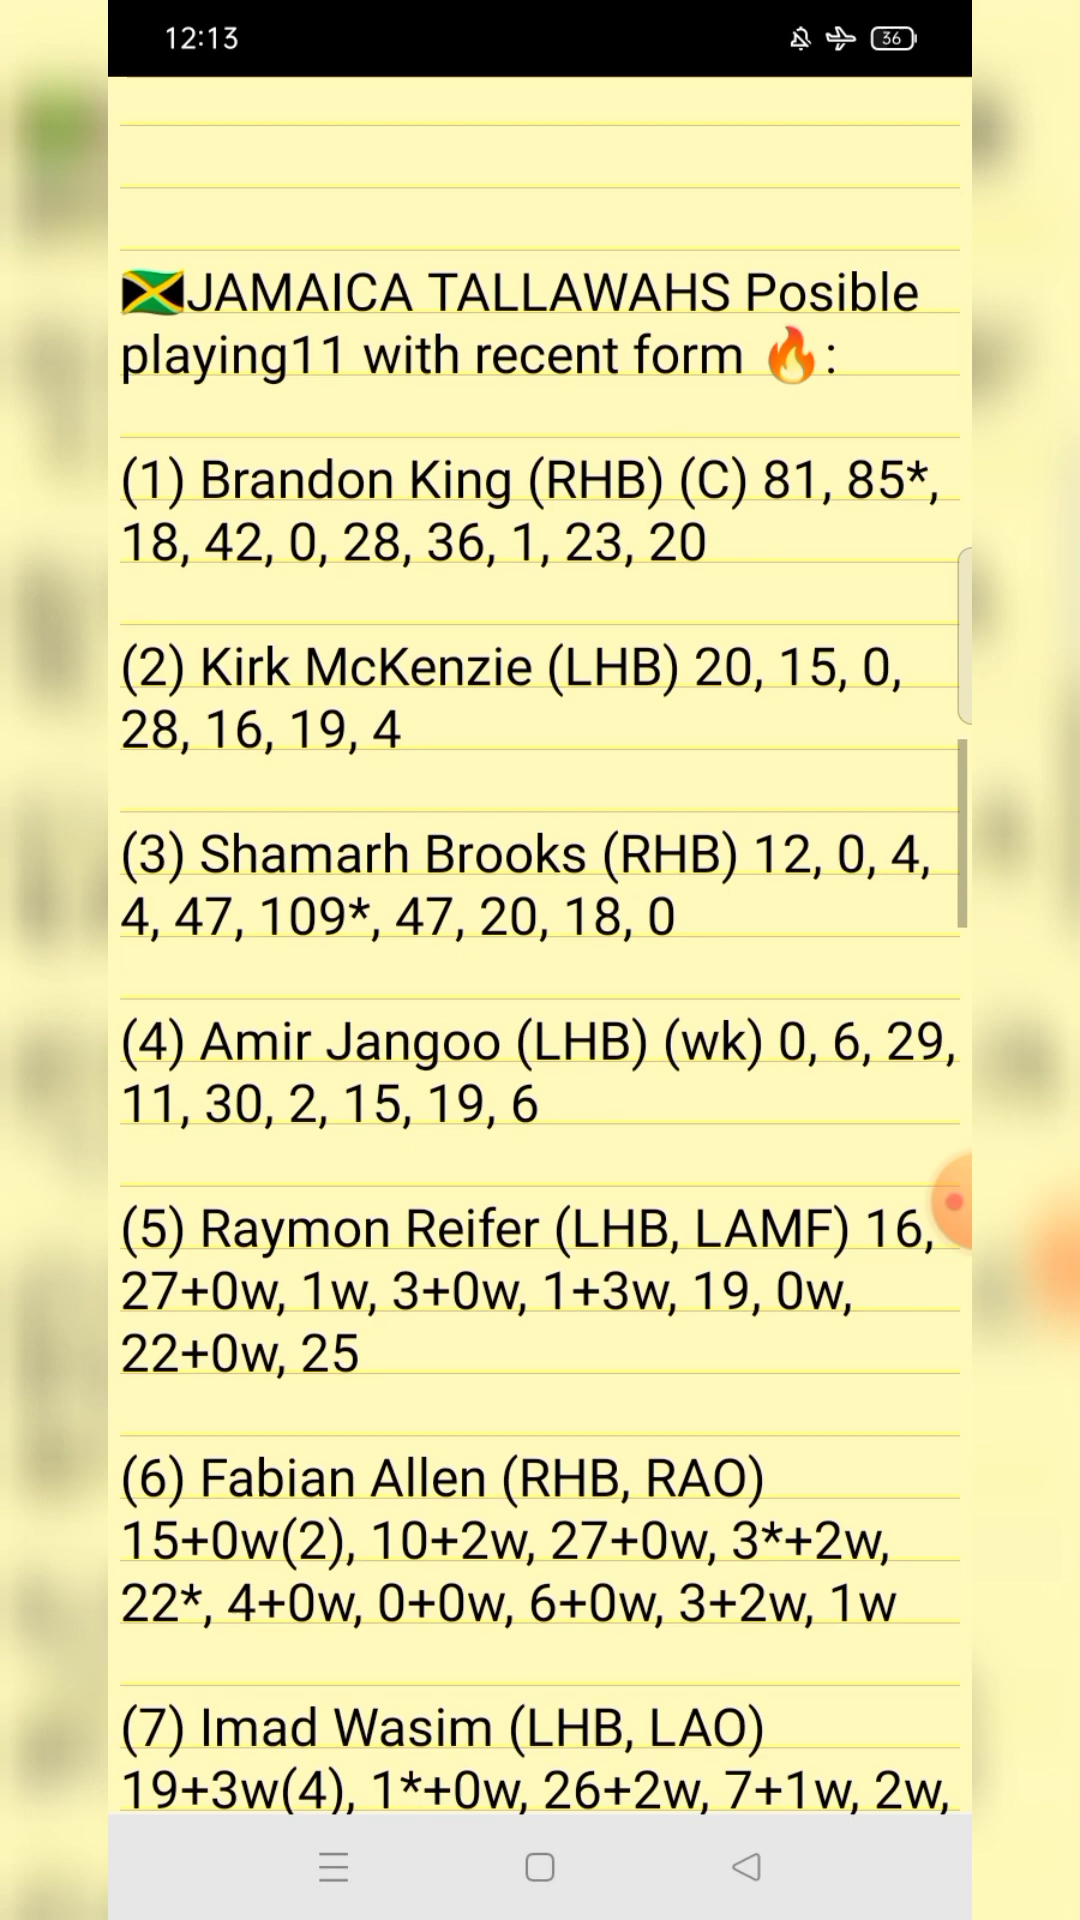 12:13
36
🇯🇲JAMAICA TALLAWAHS Posible
playing11 with recent form 🔥:
(1) Brandon King (RHB) (C) 81, 85*,
18, 42, 0, 28, 36, 1, 23, 20
(2) Kirk McKenzie (LHB) 20, 15, 0,
28, 16, 19, 4
(3) Shamarh Brooks (RHB) 12, 0, 4,
4, 47, 109*, 47, 20, 18, 0
(4) Amir Jangoo (LHB) (wk) 0, 6, 29,
11, 30, 2, 15, 19, 6
(5) Raymon Reifer (LHB, LAMF) 16,
27+0w, 1w, 3+0w, 1+3w, 19, 0w,
22+0w, 25
(6) Fabian Allen (RHB, RAO)
15+0w(2), 10+2w, 27+0w, 3*+2w,
22*, 4+0w, 0+0w, 6+0w, 3+2w, 1w
(7) Imad Wasim (LHB, LAO)
19+3w(4), 1*+0w, 26+2w, 7+1w, 2w,